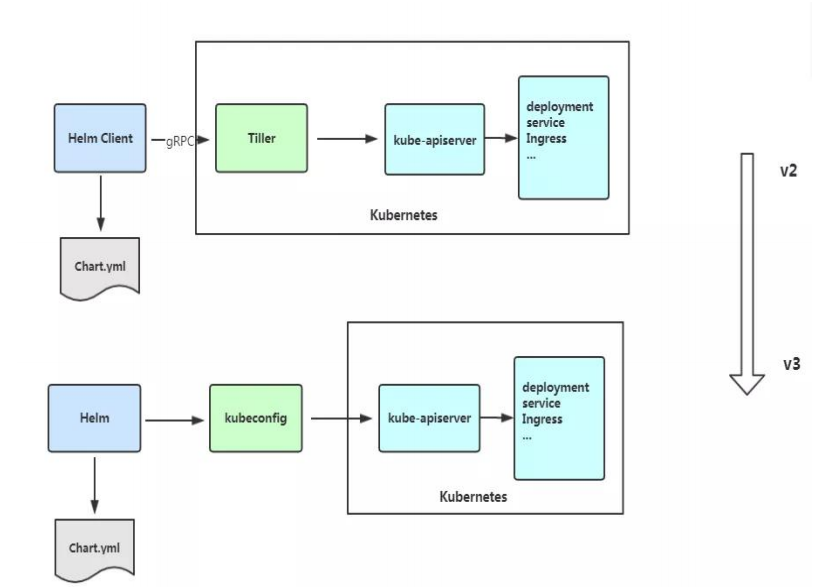 Helm Client
gRPC
Tiller
kube-apiserver
deployment
service
Ingress
...
Kubernetes
Chart.yml
v2
v3
Helm
kubeconfig
kube-apiserver
deployment
service
Ingress
...
Kubernetes
Chart.yml